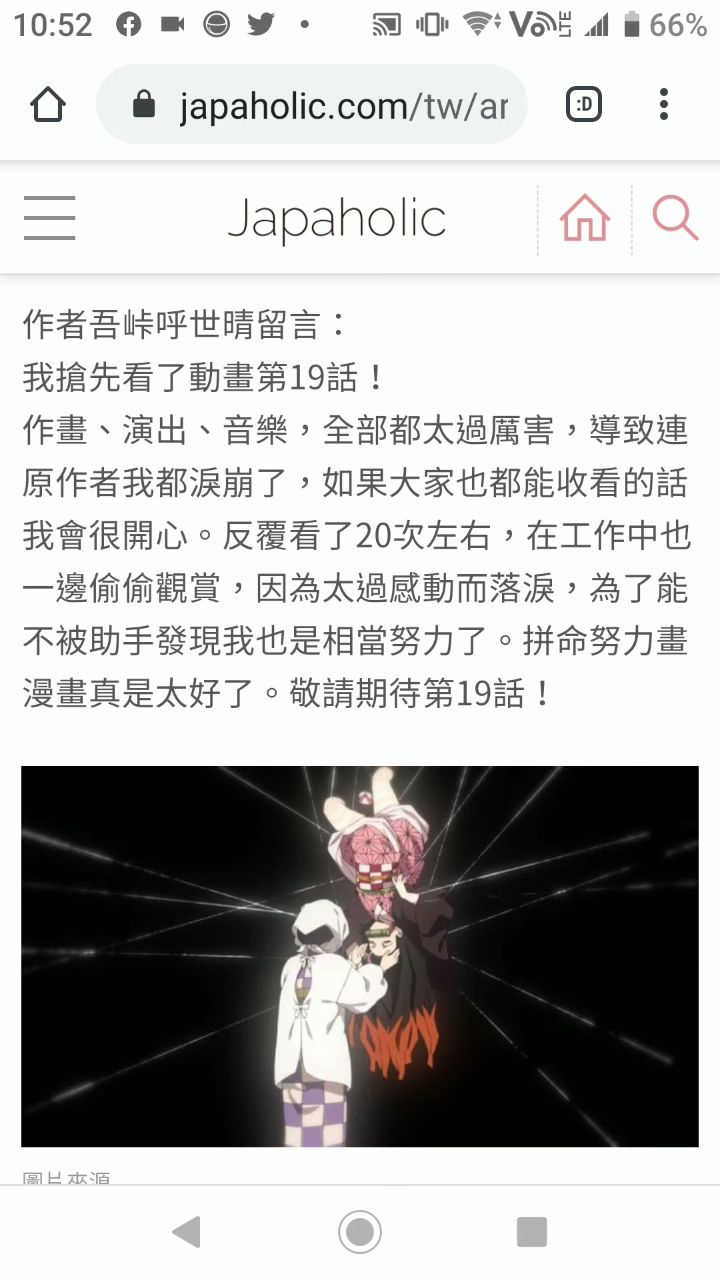 10:52
LTE 66%
japaholic.com/tw/ar
:D
Japaholic
作者吾峠呼世晴留言：
我搶先看了動畫第19話！
作畫、演出、音樂，全部都太過厲害，導致連
原作者我都淚崩了，如果大家也都能收看的話
我會很開心。反覆看了20次左右，在工作中也
一邊偷偷觀賞，因為太過感動而落淚，為了能
不被助手發現我也是相當努力了。拼命努力畫
漫畫真是太好了。敬請期待第19話！
圖片來源